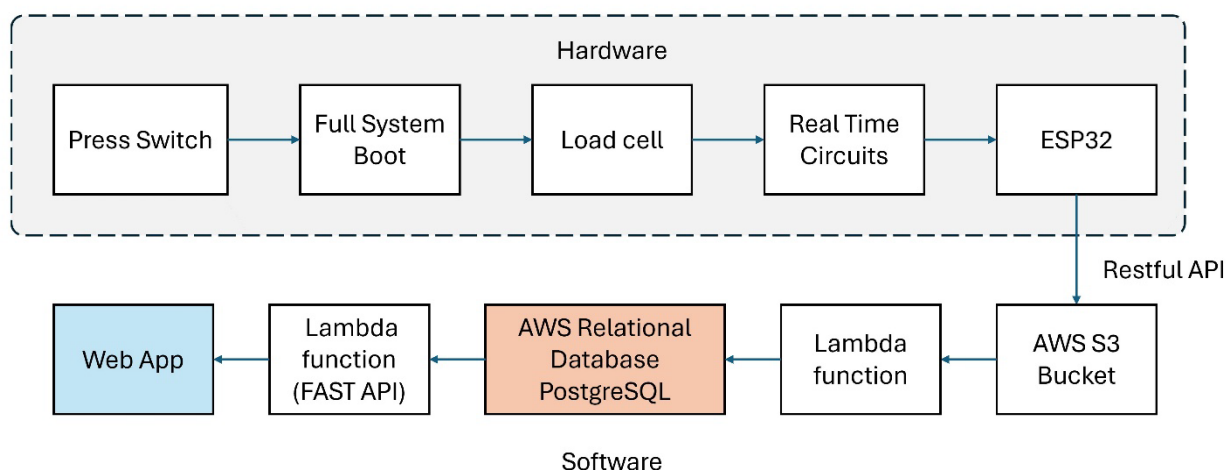 Hardware
Press Switch
Full System
Boot
Load cell
Real Time
Circuits
ESP32
Restful API
Web App
Lambda
function
(FAST API)
AWS Relational
Database
PostgreSQL
Lambda
function
AWS S3
Bucket
Software